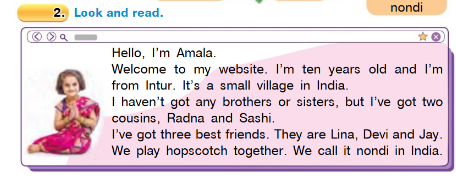 nondi
2. Look and read.
Hello, I'm Amala.
Welcome to my website. I'm ten years old and I'm
from Intur. It's a small village in India.
I haven't got any brothers or sisters, but I've got two
cousins, Radna and Sashi.
I've got three best friends. They are Lina, Devi and Jay.
We play hopscotch together. We call it nondi in India.